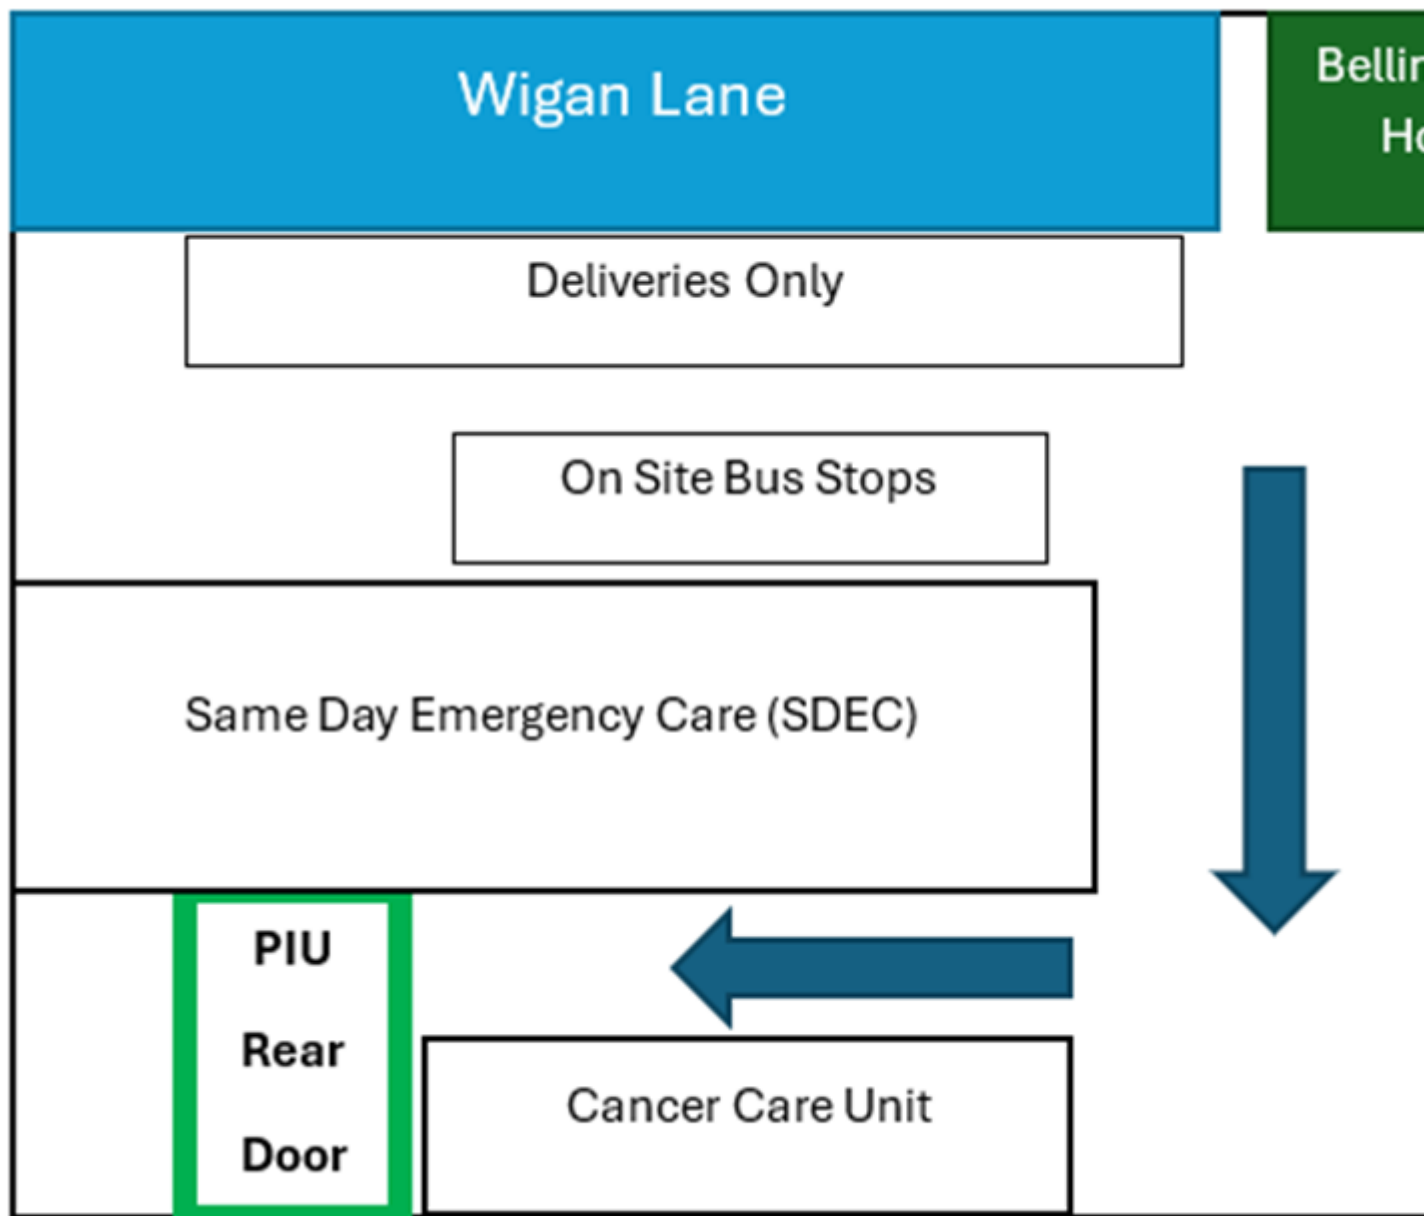 Wigan Lane
Deliveries Only
On Site Bus Stops
Same Day Emergency Care (SDEC)
PIU
Rear
Door
Cancer Care Unit